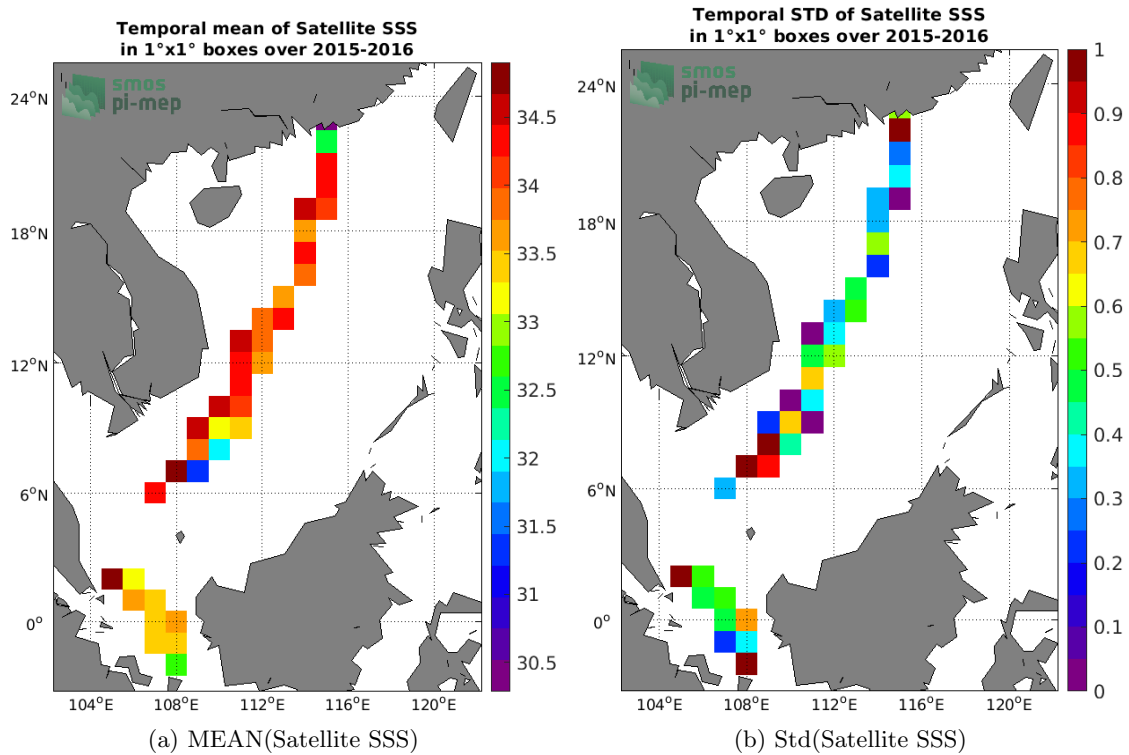 Temporal mean of Satellite SSS
in 1°x1° boxes over 2015-2016
smos
pi-mep
24°N
18°N
12°N
6°N
0°
104°E
108°E
112°E
116°E
120°E
34.5
34
33.5
33
32.5
32
31.5
31
30.5
(a) MEAN(Satellite SSS)
Temporal STD of Satellite SSS
in 1°x1° boxes over 2015-2016
smos
pi-mep
24°N
18°N
12°N
6°N
0°
104°E
108°E
112°E
116°E
120°E
1
0.9
0.8
0.7
0.6
0.5
0.4
0.3
0.2
0.1
0
(b) Std(Satellite SSS)